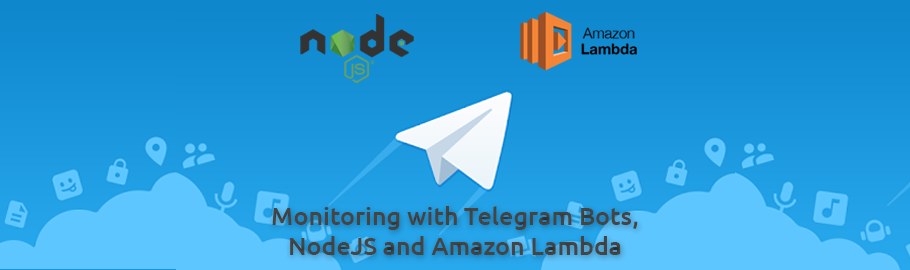 node
JS
Amazon
Lambda
Monitoring with Telegram Bots,
NodeJS and Amazon Lambda